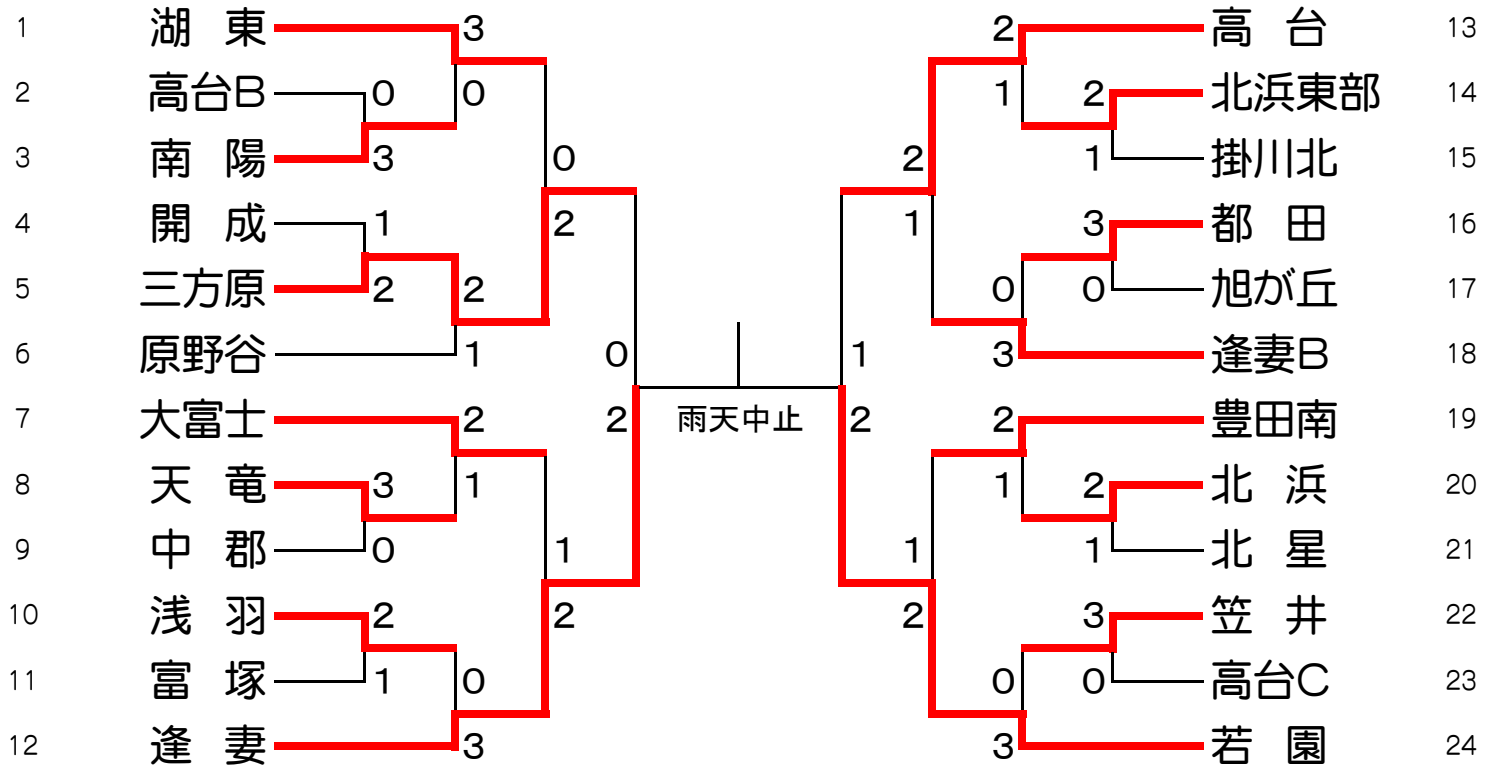 1 湖 東 3 2 高 台 13
2 高台B 0 0 1 2 北浜東部 14
3 南 陽 3 0 2 1 掛川北 15
4 開 成 1 2 1 3 都 田 16
5 三方原 2 2 0 0 旭が丘 17
6 原野谷 1 0 1 3 逢妻B 18
7 大富士 2 2 雨天中止 2 2 豊田南 19
8 天 竜 3 1 1 2 北 浜 20
9 中 郡 0 1 1 1 北 星 21
10 浅 羽 2 2 2 3 笠 井 22
11 富 塚 1 0 0 0 高台C 23
12 逢 妻 3 3 若 園 24